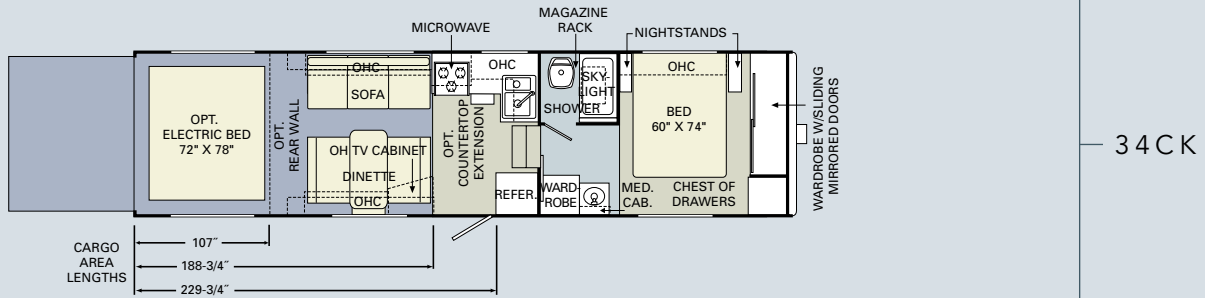 MICROWAVE
MAGAZINE
RACK
NIGHTSTANDS
OPT.
ELECTRIC BED
72" X 78"
OPT.
REAR WALL
OHC
SOFA
OH TV CABINET
DINETTE
OHC
OPT.
COUNTERTOP
EXTENSION
OHC
REFER.
SKY-
LIGHT
SHOWER
WARD-
ROBE
MED.
CAB.
OHC
BED
60" X 74"
CHEST OF
DRAWERS
WARDROBE W/SLIDING
MIRRORED DOORS
34CK
CARGO
AREA
LENGTHS
107″
188-3/4″
229-3/4″